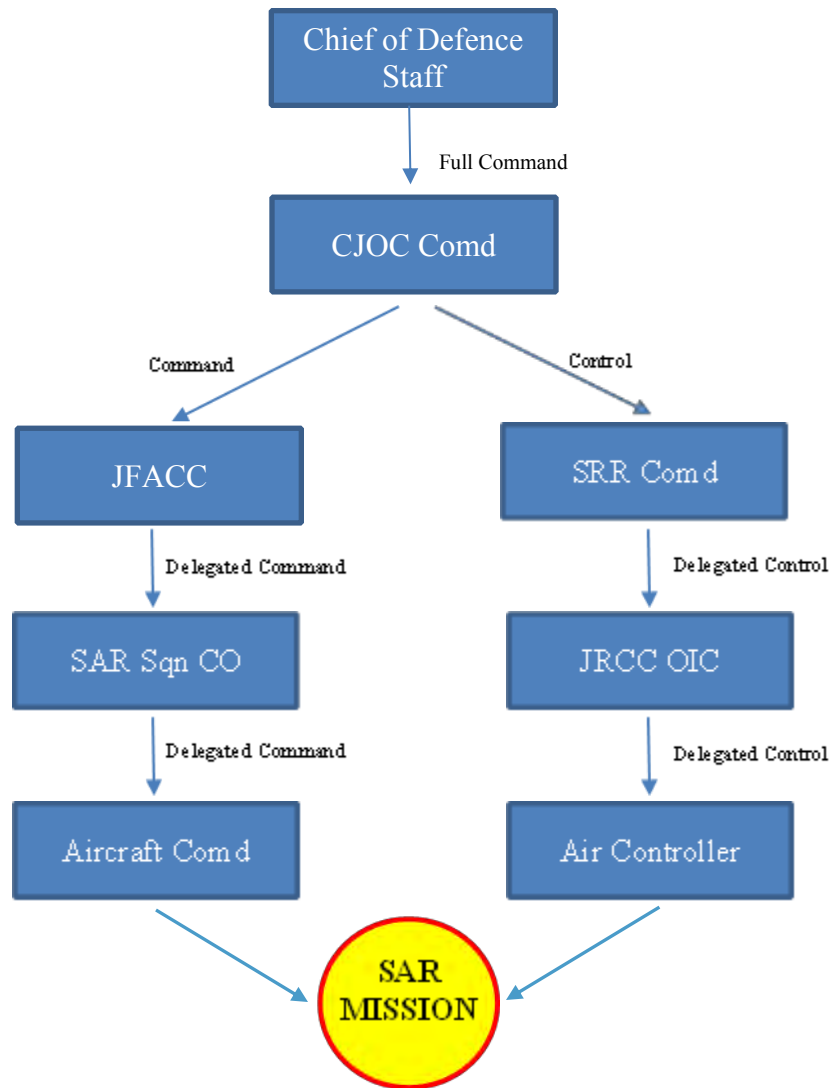 Chief of Defence
Staff
Full Command
CJOC Comd
Command
Control
JFACC
SRR Comd
Delegated Command
Delegated Control
SAR Sqn CO
JRCC OIC
Delegated Command
Delegated Control
Aircraft Comd
Air Controller
SAR
MISSION